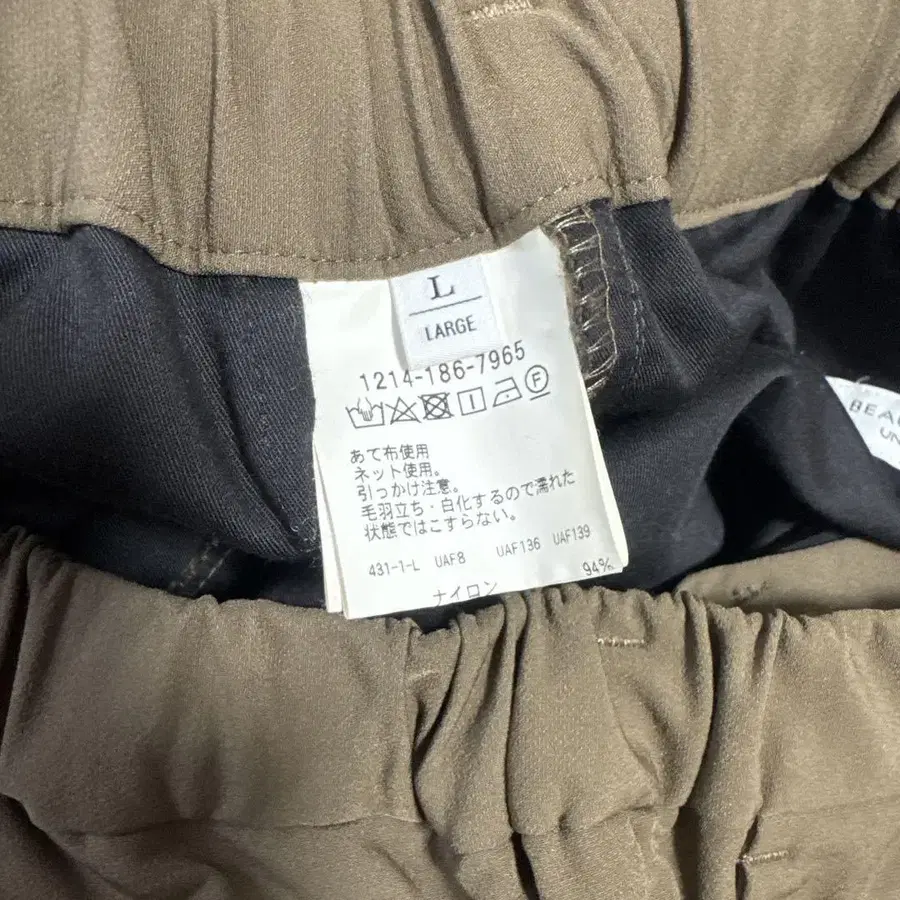 L
LARGE
1214-186-7965
あて布使用
ネット使用。
引っかけ注意。
毛羽立ち・白化するので濡れた
状態ではこすらない。
431-1-L UAF8 UAF136 UAF139
ナイロン 94%
F